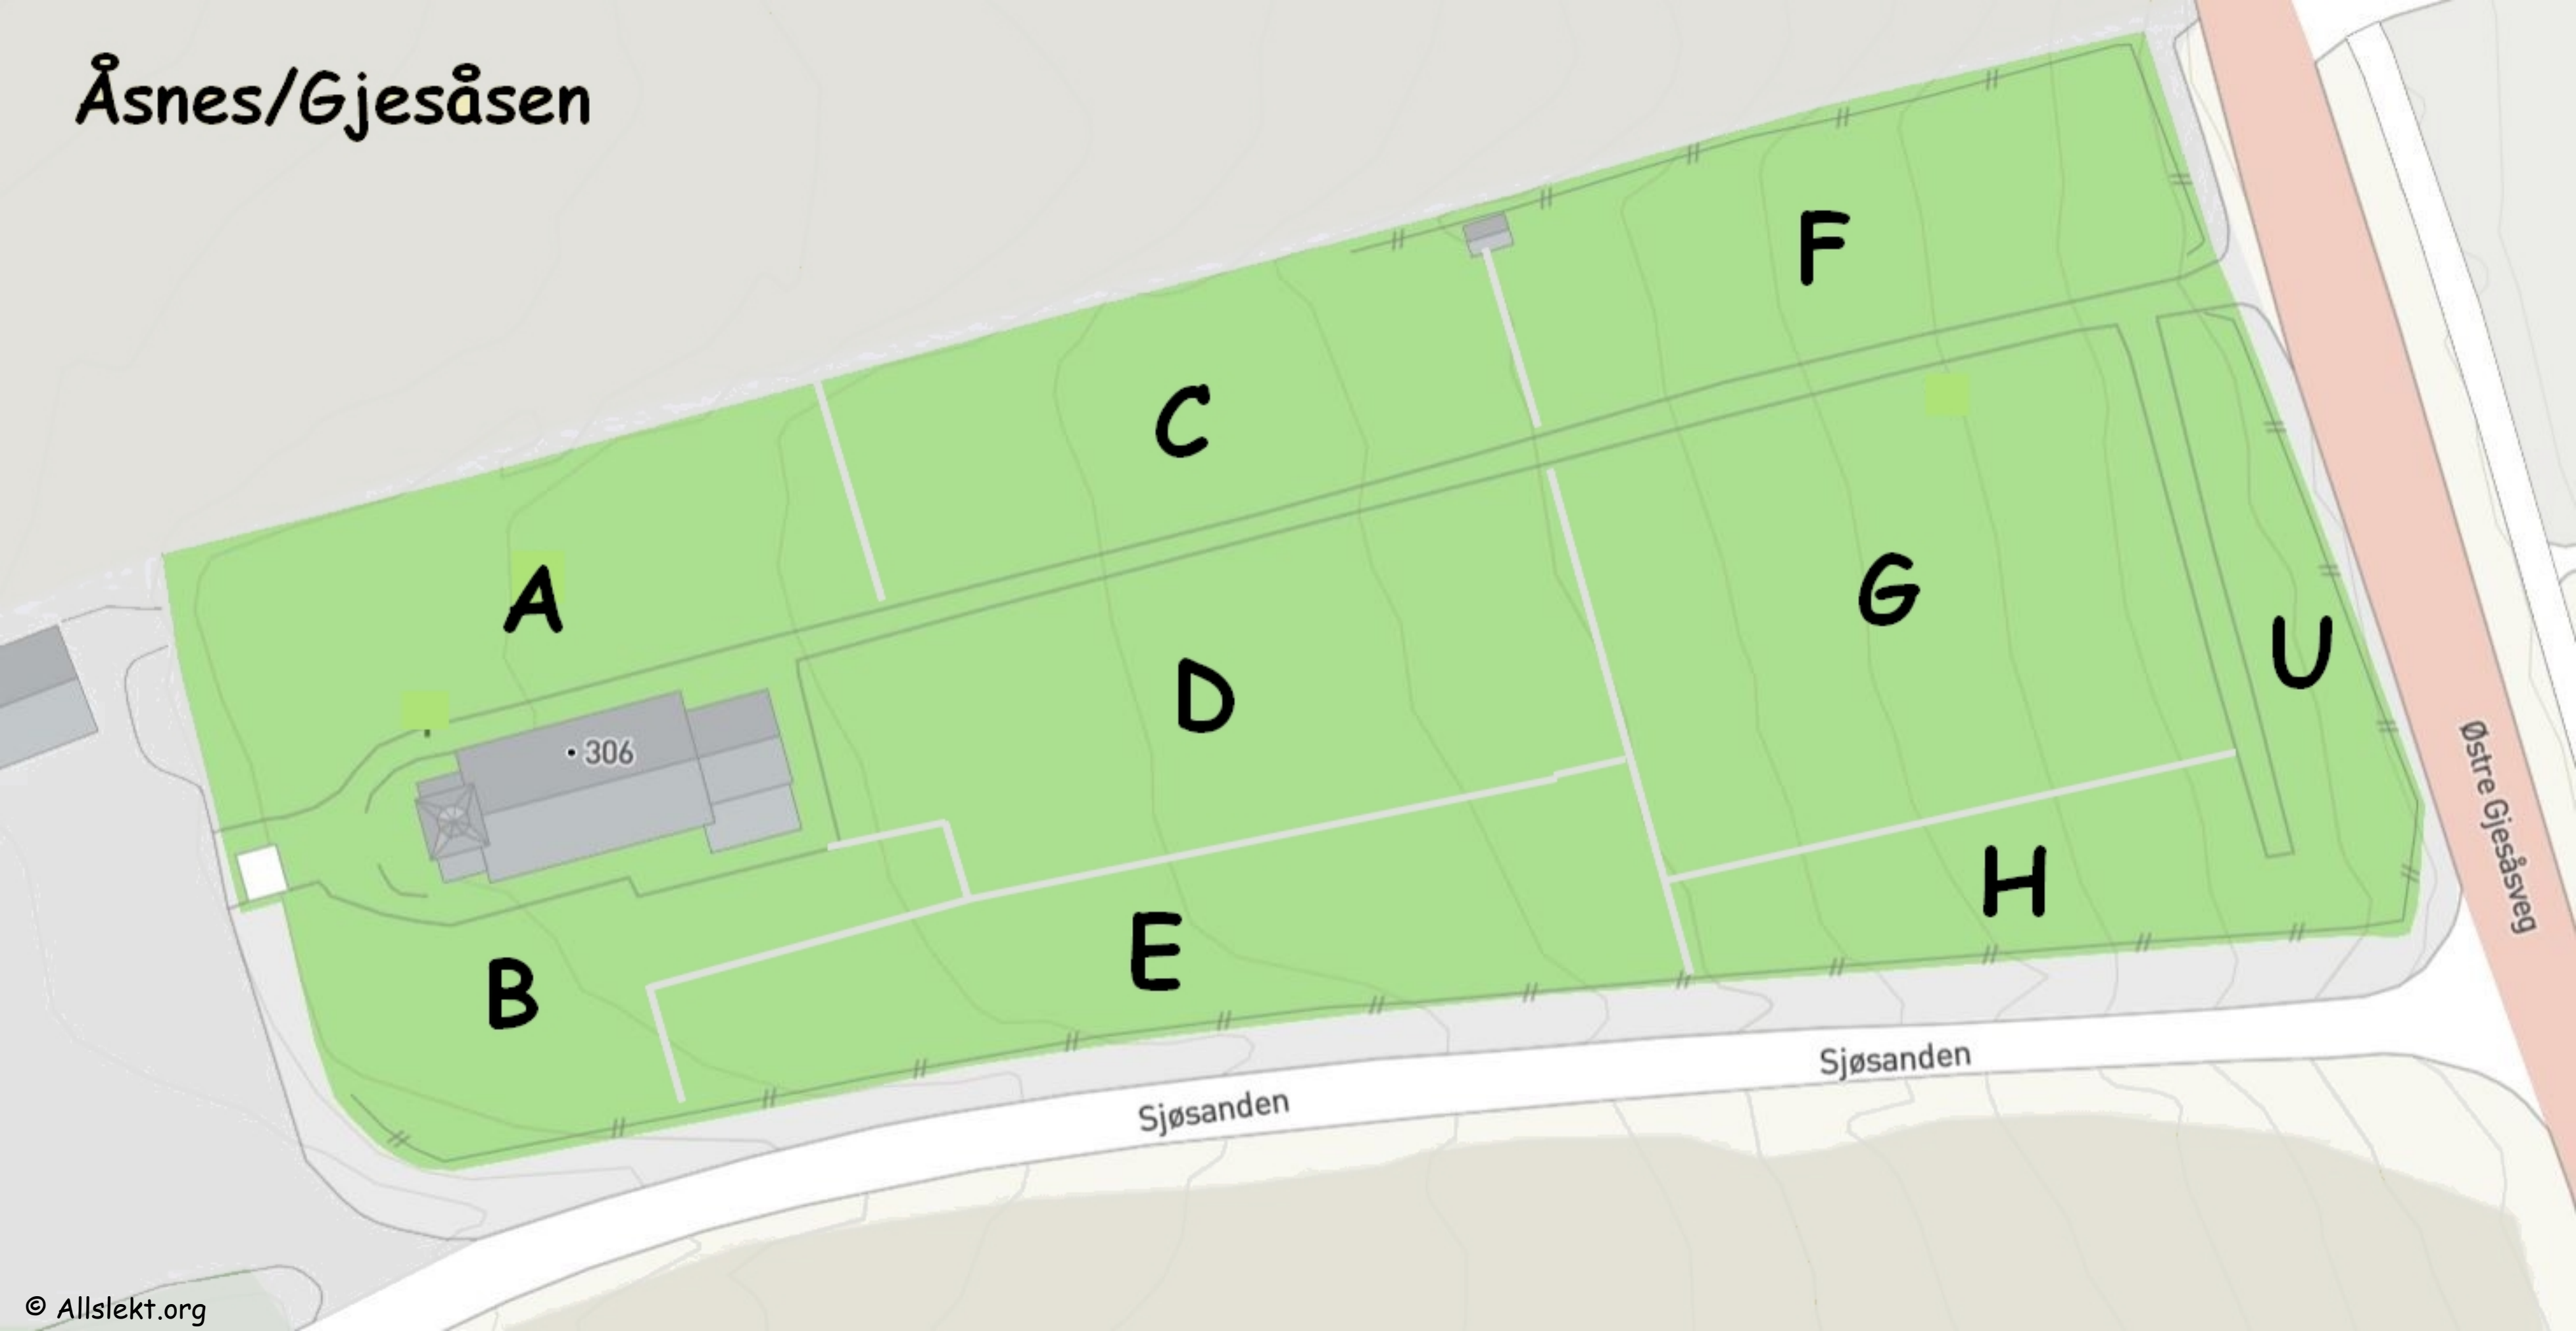 Åsnes/Gjesåsen
F
C
A
G
U
D
306
Østre Gjesåsveg
H
E
B
Sjøsanden
Sjøsanden
© Allslekt.org